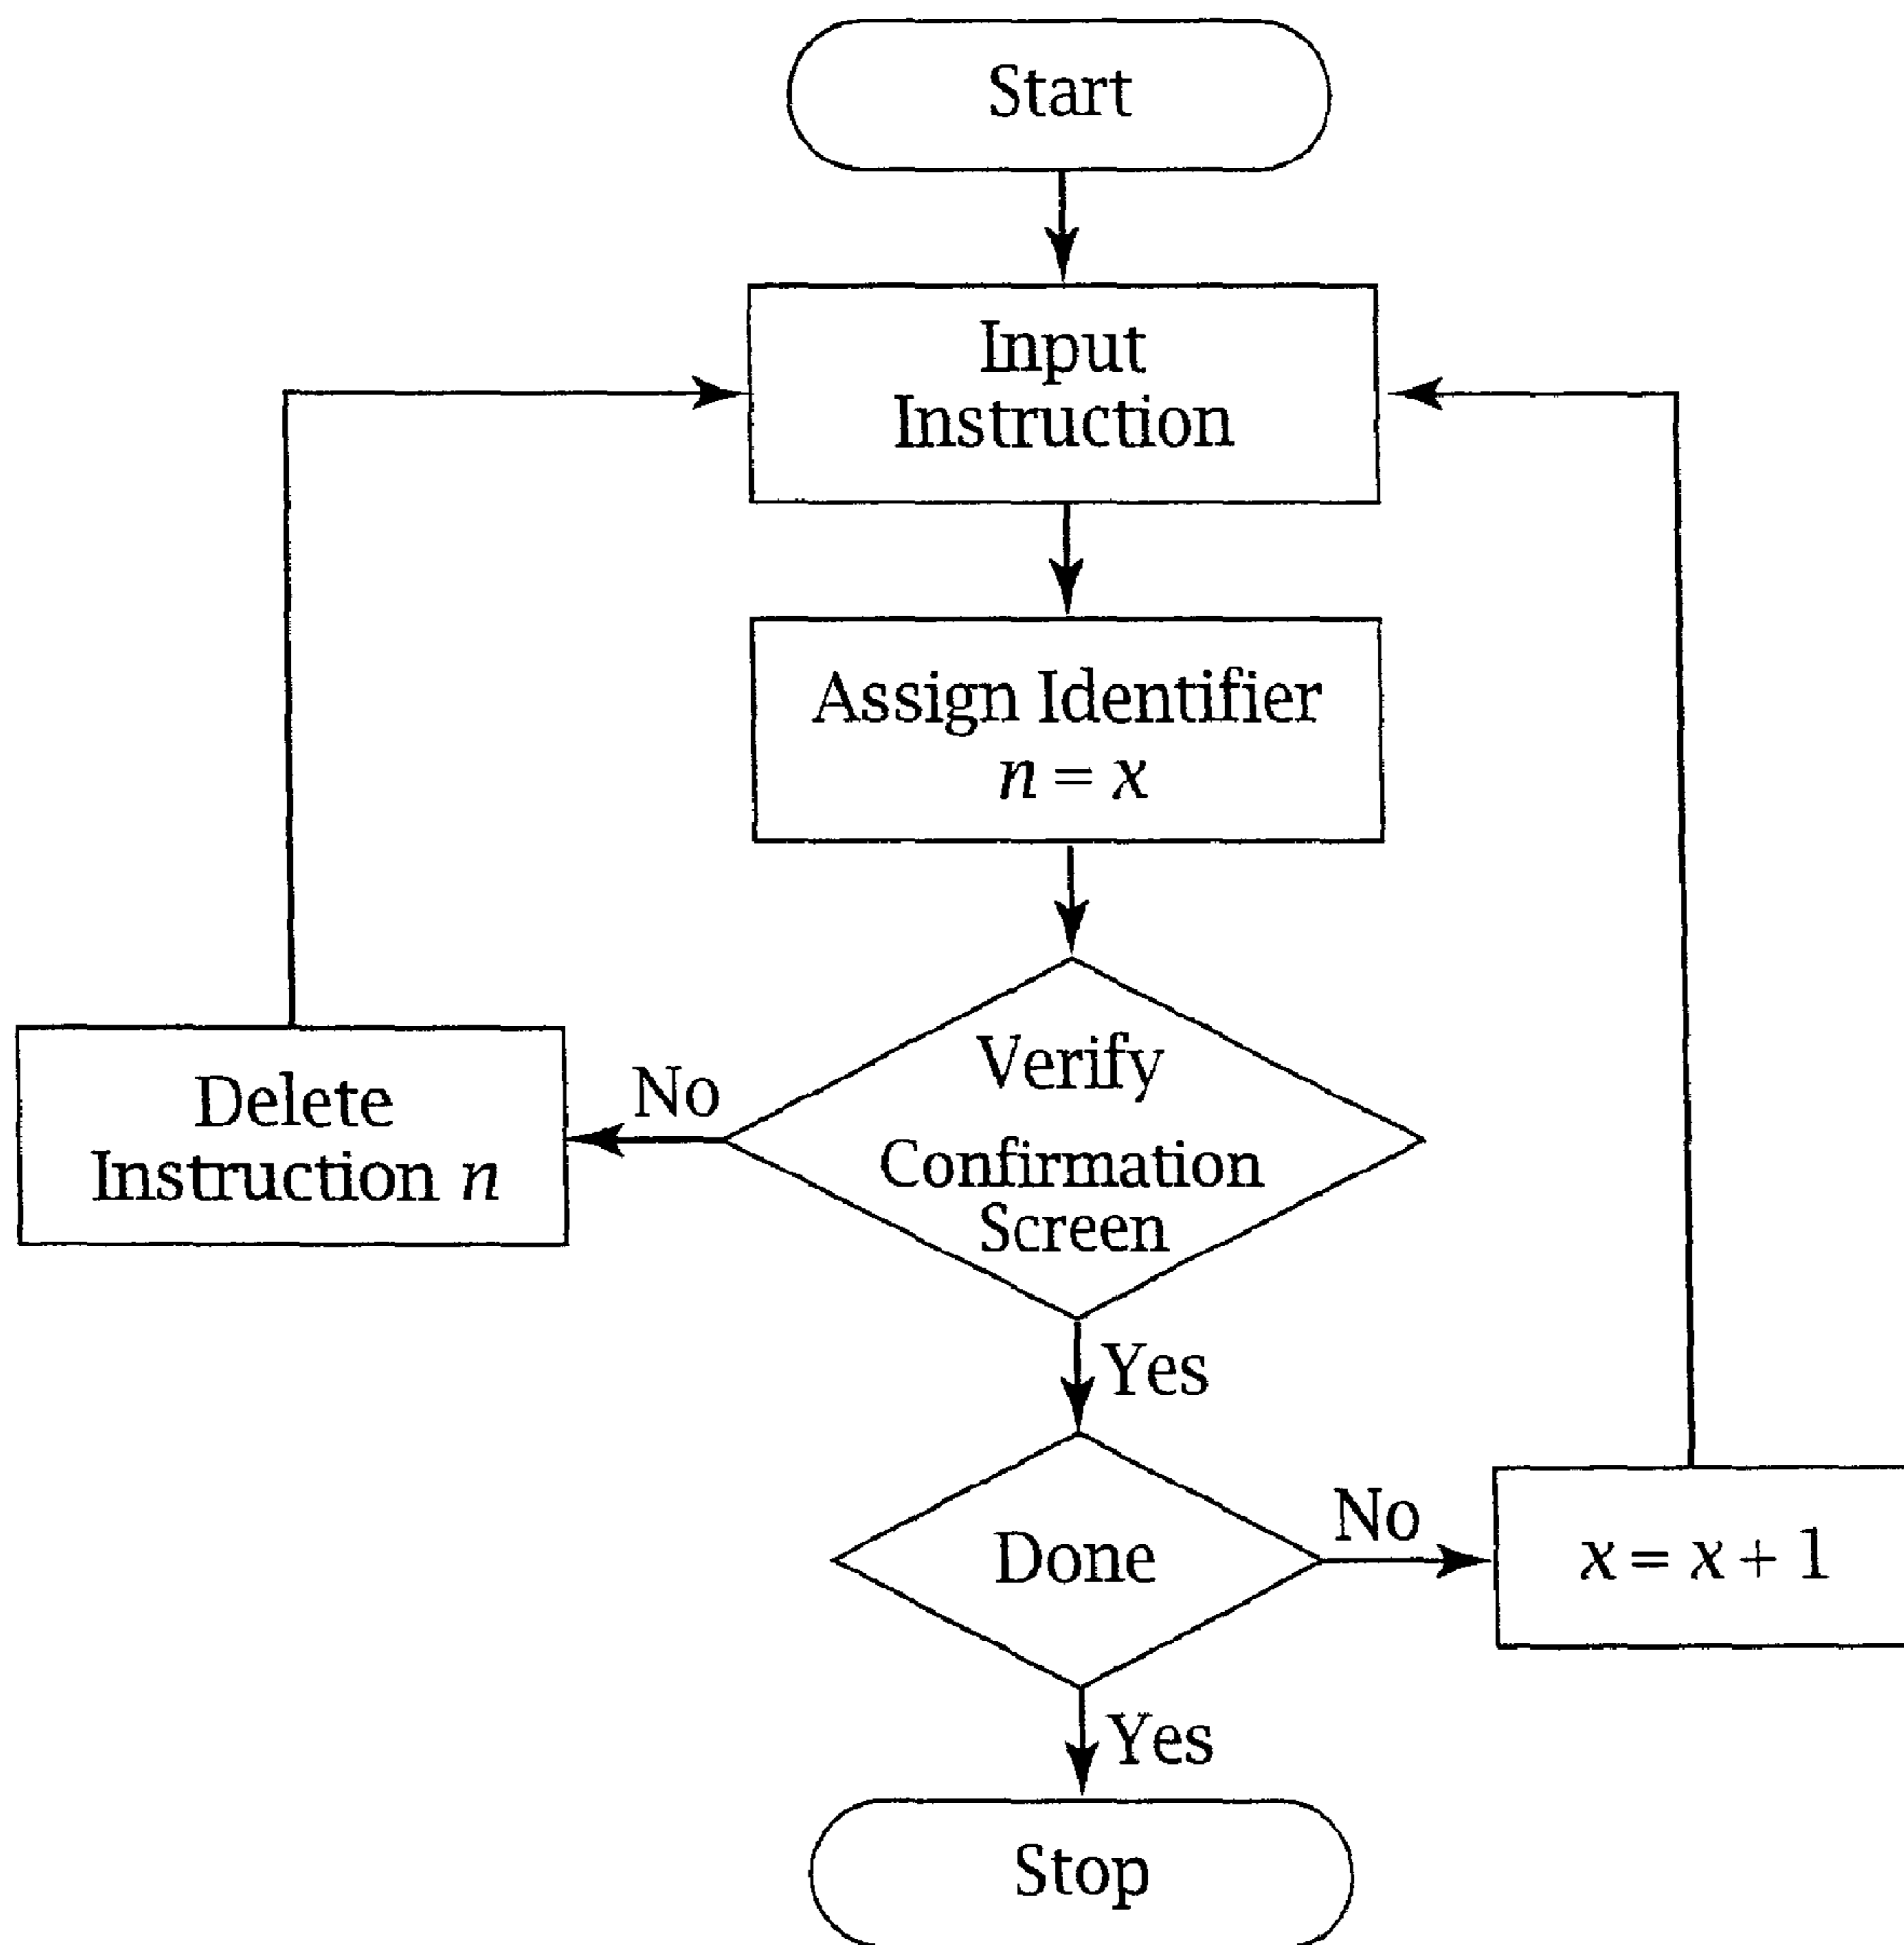 Start
Input
Instruction
Assign Identifier
n = x
Verify
Confirmation
Screen
No
Delete
Instruction n
Yes
Done
No
x = x + 1
Yes
Stop